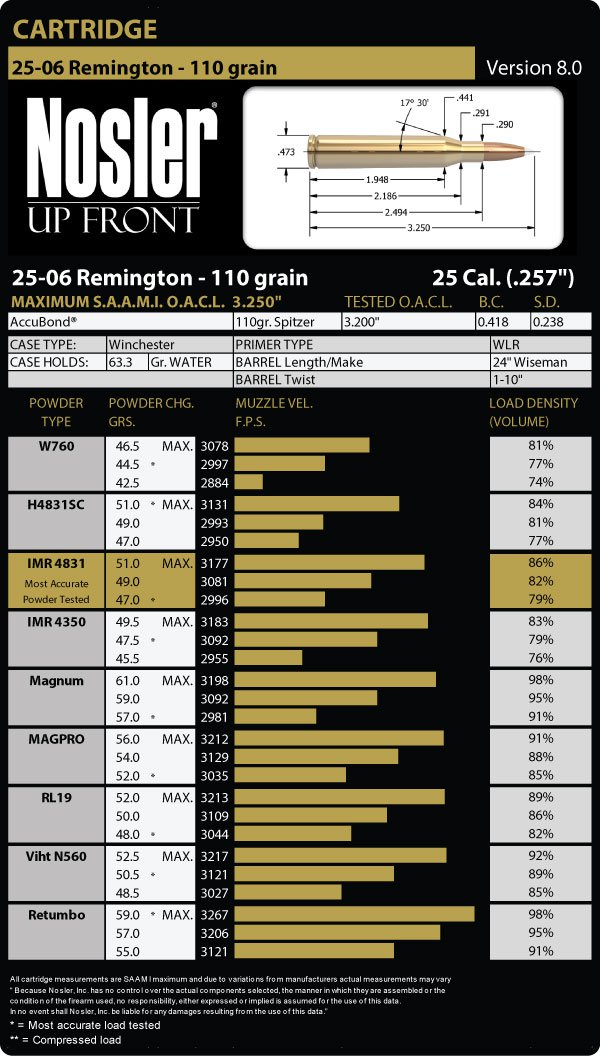 CARTRIDGE
25-06 Remington - 110 grain Version 8.0
Nosler®
UP FRONT
17° 30' .441
.291
.290
.473
1.948
2.186
2.494
3.250
25-06 Remington - 110 grain 25 Cal. (.257")
MAXIMUM S.A.A.M.I. O.A.C.L. 3.250" TESTED O.A.C.L. B.C. S.D.
AccuBond® 110gr. Spitzer 3.200" 0.418 0.238
CASE TYPE: Winchester PRIMER TYPE WLR
CASE HOLDS: 63.3 Gr. WATER BARREL Length/Make 24" Wiseman
BARREL Twist 1-10"
POWDER POWDER CHG. MUZZLE VEL. LOAD DENSITY
TYPE GRS. F.P.S. (VOLUME)
W760 46.5 MAX. 3078 81%
44.5 * 2997 77%
42.5 2884 74%
H4831SC 51.0 * MAX. 3131 84%
49.0 2993 81%
47.0 2950 77%
IMR 4831 51.0 MAX. 3177 86%
Most Accurate 49.0 3081 82%
Powder Tested 47.0 * 2996 79%
IMR 4350 49.5 MAX. 3183 83%
47.5 * 3092 79%
45.5 2955 76%
Magnum 61.0 MAX. 3198 98%
59.0 3092 95%
57.0 * 2981 91%
MAGPRO 56.0 MAX. 3212 91%
54.0 3129 88%
52.0 * 3035 85%
RL19 52.0 MAX. 3213 89%
50.0 3109 86%
48.0 * 3044 82%
Viht N560 52.5 MAX. 3217 92%
50.5 * 3121 89%
48.5 3027 85%
Retumbo 59.0 * MAX. 3267 98%
57.0 3206 95%
55.0 3121 91%
All cartridge measurements are SAAMI maximum and due to variations from manufacturers actual measurements may vary
" Because Nosler, Inc. has no control over the actual components selected, the manner in which they are assembled or the
condition of the firearm used, no responsibility, either expressed or implied is assumed for the use of this data.
In no event shall Nosler, Inc. be liable for any damages resulting from the use of this data."
* = Most accurate load tested
** = Compressed load